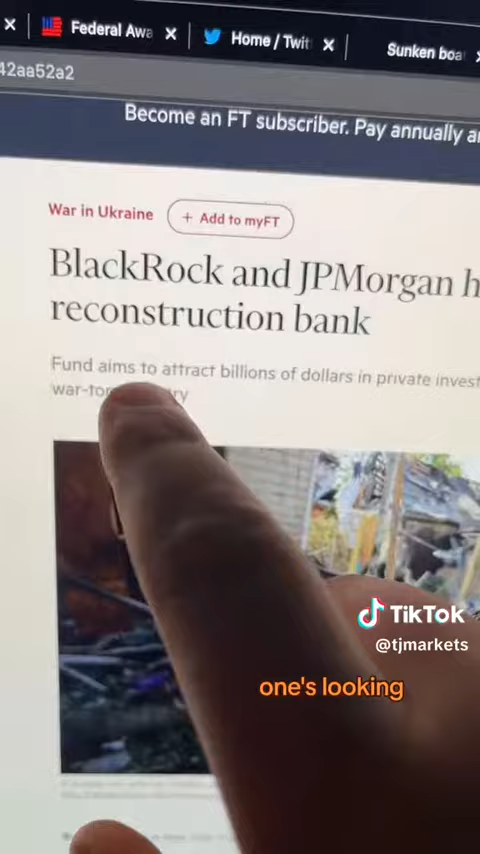 Federal Awa
Home / Twit
Sunken boa
42aa52a2
Become an FT subscriber. Pay annually a
War in Ukraine
+ Add to myFT
BlackRock and JPMorgan h
reconstruction bank
Fund aims to attract billions of dollars in private invest
war-to
ry
TikTok
@tjmarkets
one's looking